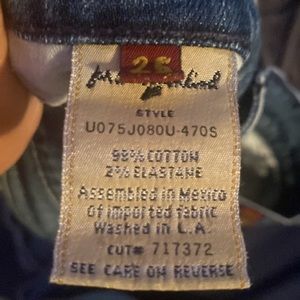 26
STYLE
U075J080U-470S
98% COTTON
2% ELASTANE
Assembled in Mexico
of imported fabric
Washed in L.A.
CUT# 717372
SEE CARE ON REVERSE